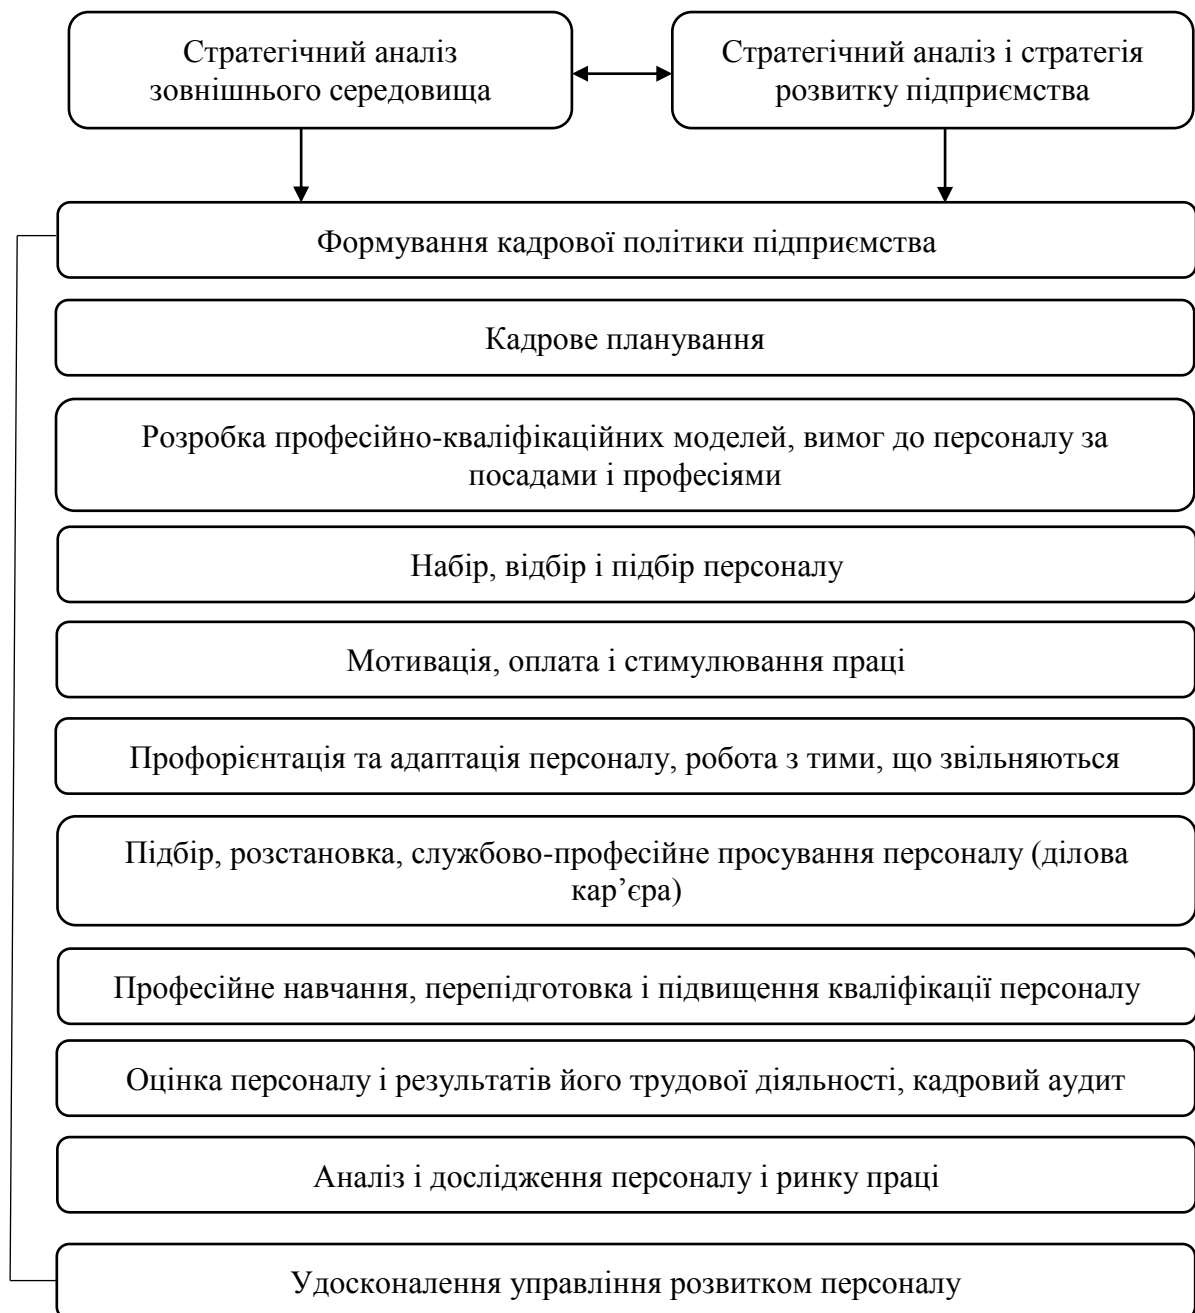 Стратегічний аналіз
зовнішнього середовища
Стратегічний аналіз і стратегія
розвитку підприємства
Формування кадрової політики підприємства
Кадрове планування
Розробка професійно-кваліфікаційних моделей, вимог до персоналу за
посадами і професіями
Набір, відбір і підбір персоналу
Мотивація, оплата і стимулювання праці
Профорієнтація та адаптація персоналу, робота з тими, що звільняються
Підбір, розстановка, службово-професійне просування персоналу (ділова
кар’єра)
Професійне навчання, перепідготовка і підвищення кваліфікації персоналу
Оцінка персоналу і результатів його трудової діяльності, кадровий аудит
Аналіз і дослідження персоналу і ринку праці
Удосконалення управління розвитком персоналу